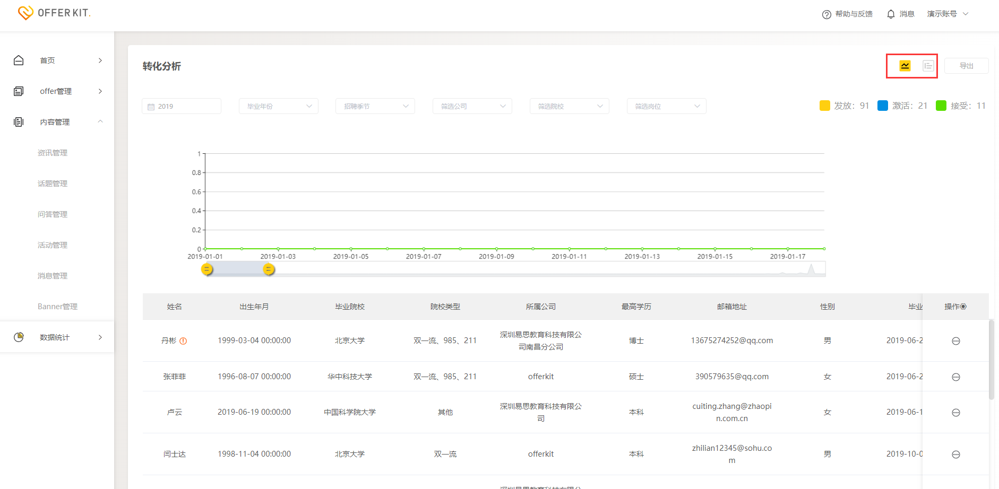 OFFER KIT.
帮助与反馈
消息
演示账号
首页
offer管理
内容管理
资讯管理
话题管理
问答管理
活动管理
消息管理
Banner管理
数据统计
转化分析
导出
2019
毕业年份
招聘季节
筛选公司
筛选院校
筛选岗位
发放：91
激活：21
接受：11
1
0.8
0.6
0.4
0.2
0
2019-01-01
2019-01-03
2019-01-05
2019-01-07
2019-01-09
2019-01-11
2019-01-13
2019-01-15
2019-01-17
姓名 出生年月 毕业院校 院校类型 所属公司 最高学历 邮箱地址 性别 毕业 操作
丹彬 1999-03-04 00:00:00 北京大学 双一流、985、211 深圳易思教育科技有限公
司南昌分公司 博士 13675274252@qq.com 男 2019-06-2
张菲菲 1996-08-07 00:00:00 华中科技大学 双一流、985、211 offerkit 硕士 390579635@qq.com 女 2019-06-2
卢云 2019-06-19 00:00:00 中国科学院大学 其他 深圳易思教育科技有限公
司 本科 cuiting.zhang@zhaopi
n.com.cn 女 2019-06-1
闫士达 1998-11-04 00:00:00 北京大学 双一流 offerkit 本科 zhilian12345@sohu.co
m 男 2019-10-0